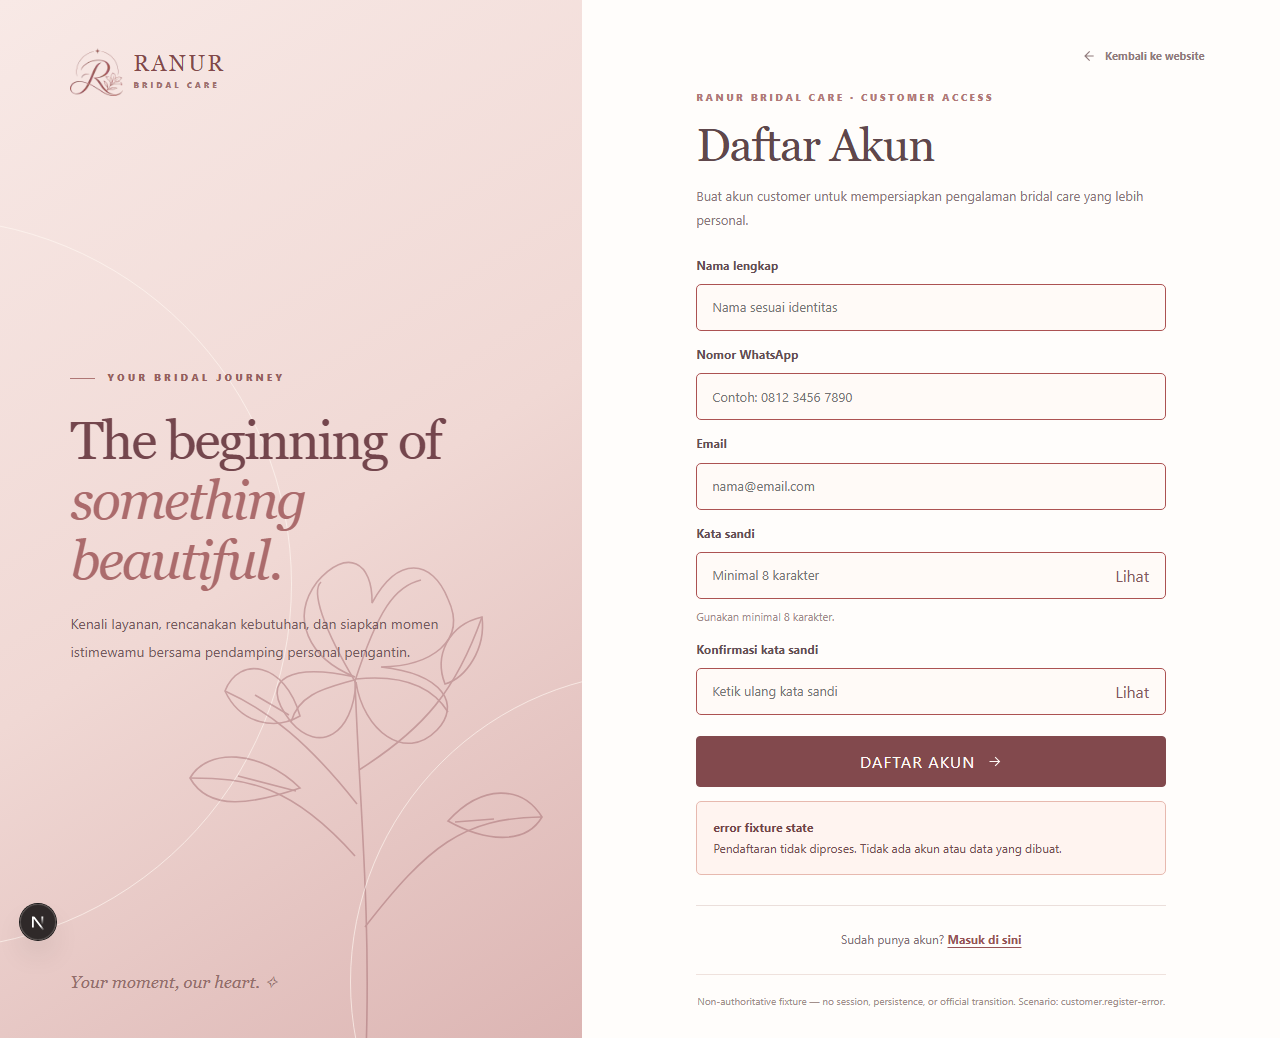 RANUR
BRIDAL CARE
YOUR BRIDAL JOURNEY
The beginning of
something
beautiful.
Kenali layanan, rencanakan kebutuhan, dan siapkan momen
istimewamu bersama pendamping personal pengantin.
N
Your moment, our heart. ✧
← Kembali ke website
RANUR BRIDAL CARE · CUSTOMER ACCESS
Daftar Akun
Buat akun customer untuk mempersiapkan pengalaman bridal care yang lebih
personal.
Nama lengkap
Nama sesuai identitas
Nomor WhatsApp
Contoh: 0812 3456 7890
Email
nama@email.com
Kata sandi
Minimal 8 karakter Lihat
Gunakan minimal 8 karakter.
Konfirmasi kata sandi
Ketik ulang kata sandi Lihat
DAFTAR AKUN →
error fixture state
Pendaftaran tidak diproses. Tidak ada akun atau data yang dibuat.
Sudah punya akun? Masuk di sini
Non-authoritative fixture — no session, persistence, or official transition. Scenario: customer.register-error.